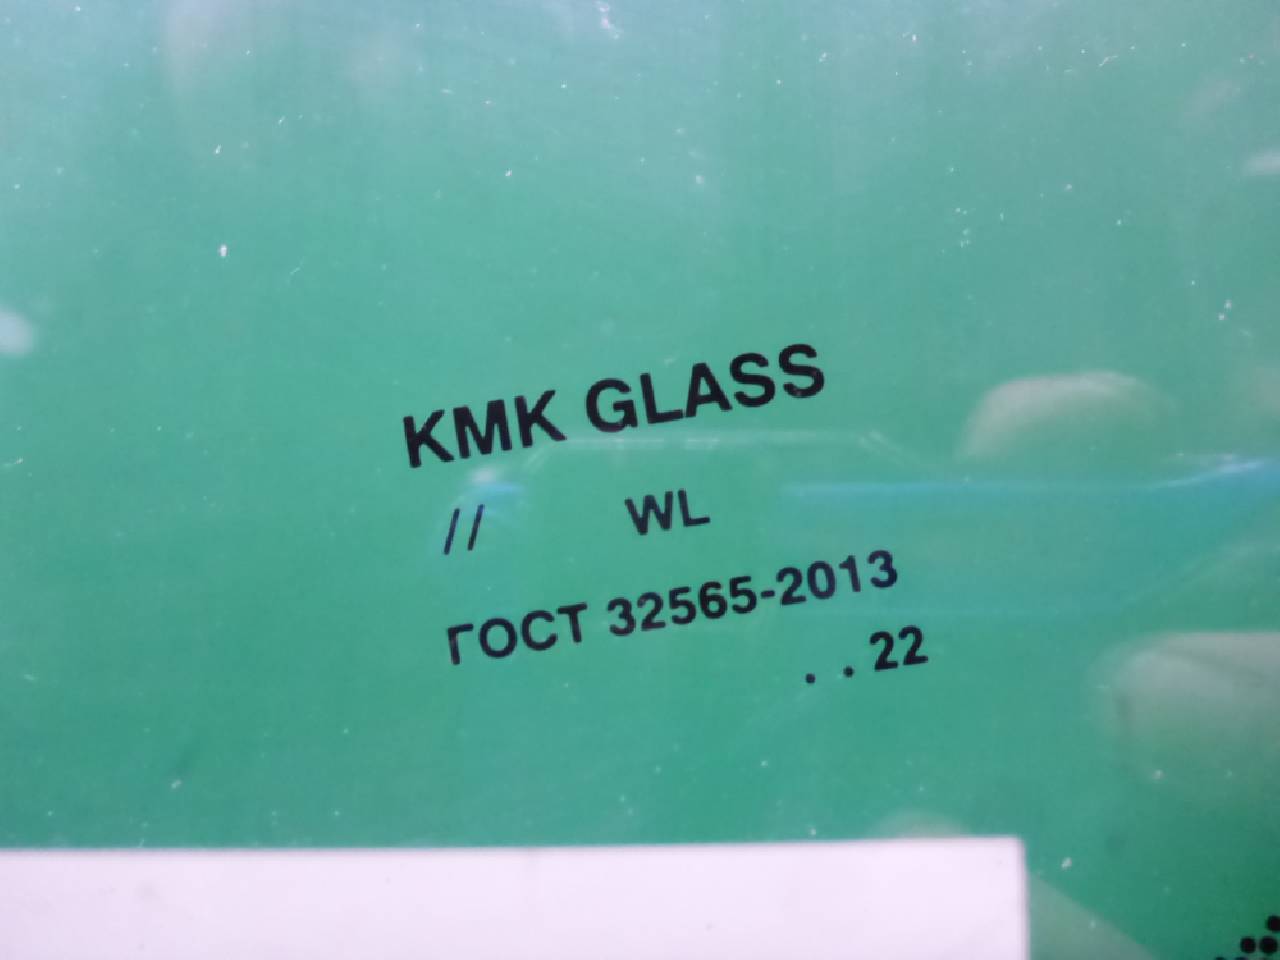 KMK GLASS
// WL
ГОСТ 32565-2013
. . 22